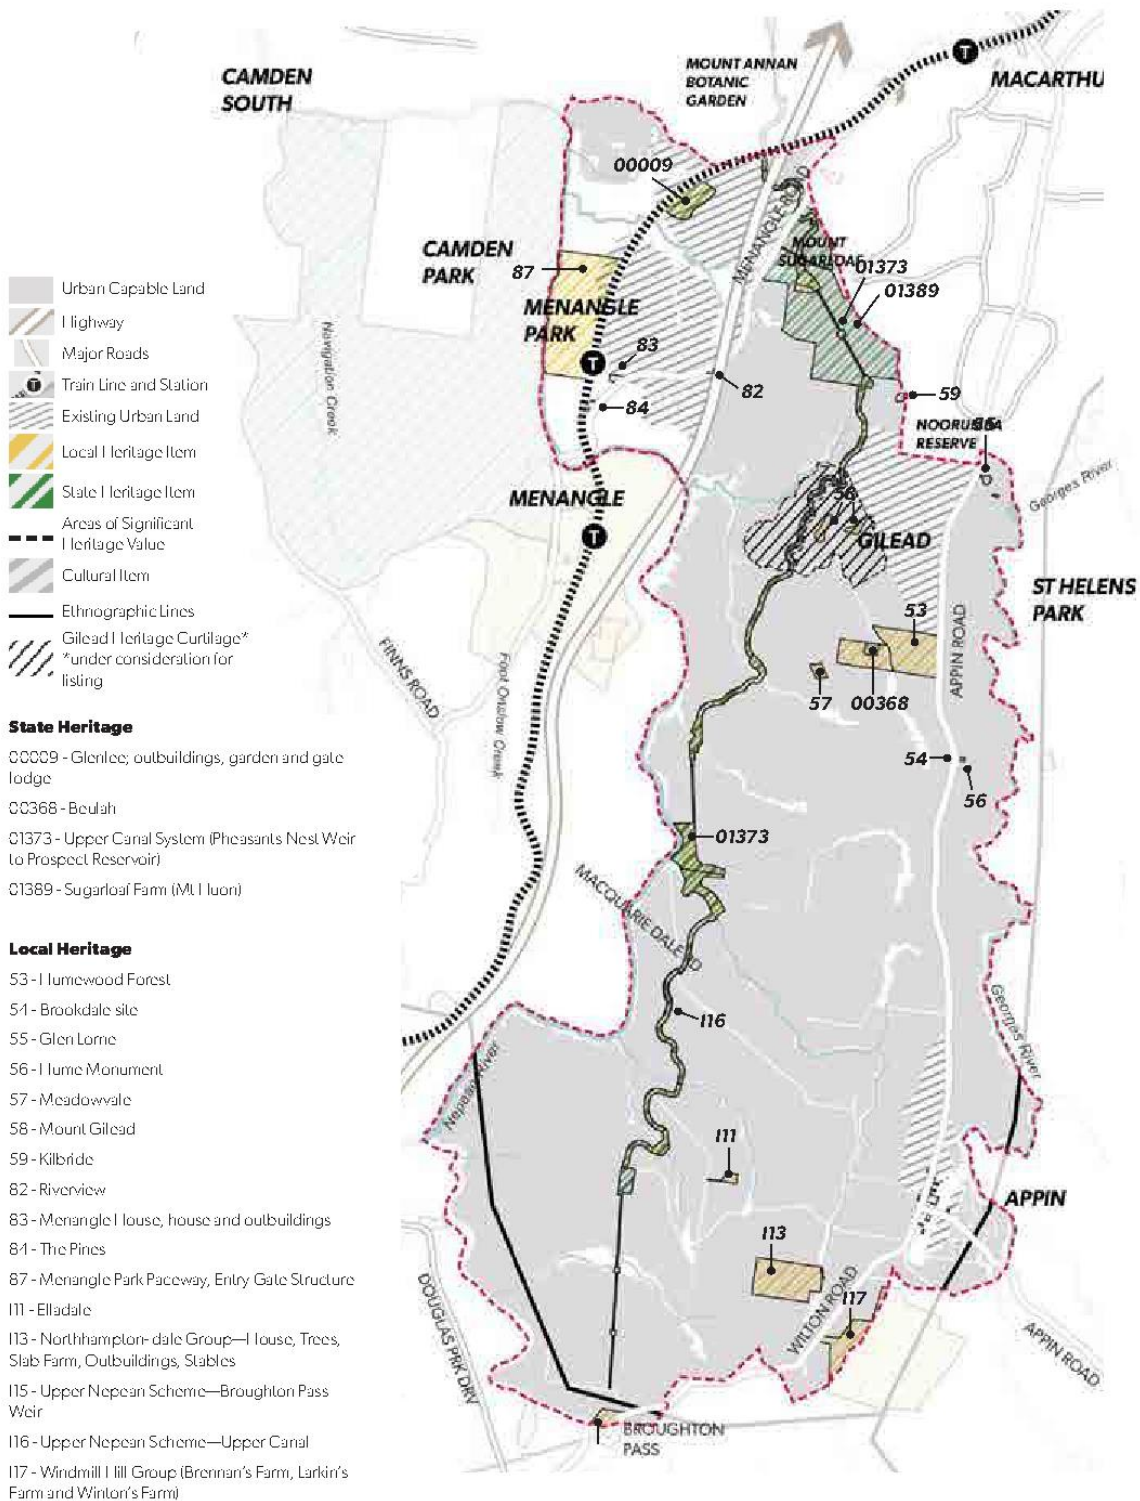 CAMDEN
SOUTH
MOUNT ANNAN
BOTANIC
GARDEN
T
MACARTHU
00009
MENANGLE ROAD
CAMDEN
PARK
87
MENANGLE
PARK
MOUNT
SUGARLOAF
01373
01389
T
83
84
82
59
NOORUMBA
RESERVE
55
Georges River
Navigation Creek
MENANGLE
T
58
GILEAD
ST HELENS
PARK
53
57
00368
APPIN ROAD
FINNS ROAD
Foot Onslow Creek
54
56
01373
MACQUARIE DALE RD
I16
Georges River
Nepean River
I11
APPIN
I13
WILTON ROAD
I17
DOUGLAS PRK DRV
APPIN ROAD
BROUGHTON
PASS
Urban Capable Land
Highway
Major Roads
T
Train Line and Station
Existing Urban Land
Local Heritage Item
State Heritage Item
Areas of Significant
Heritage Value
Cultural Item
Ethnographic Lines
Gilead Heritage Curtilage*
*under consideration for
listing
State Heritage
00009 - Glenlee; outbuildings, garden and gate
lodge
00368 - Beulah
01373 - Upper Canal System (Pheasants Nest Weir
to Prospect Reservoir)
01389 - Sugarloaf Farm (Mt Huon)
Local Heritage
53 - Humewood Forest
54 - Brookdale site
55 - Glen Lorne
56 - Hume Monument
57 - Meadowvale
58 - Mount Gilead
59 - Kilbride
82 - Riverview
83 - Menangle House, house and outbuildings
84 - The Pines
87 - Menangle Park Paceway, Entry Gate Structure
I11 - Elladale
I13 - Northhampton- dale Group—House, Trees,
Slab Farm, Outbuildings, Stables
I15 - Upper Nepean Scheme—Broughton Pass
Weir
I16 - Upper Nepean Scheme—Upper Canal
I17 - Windmill Hill Group (Brennan's Farm, Larkin's
Farm and Winton's Farm)